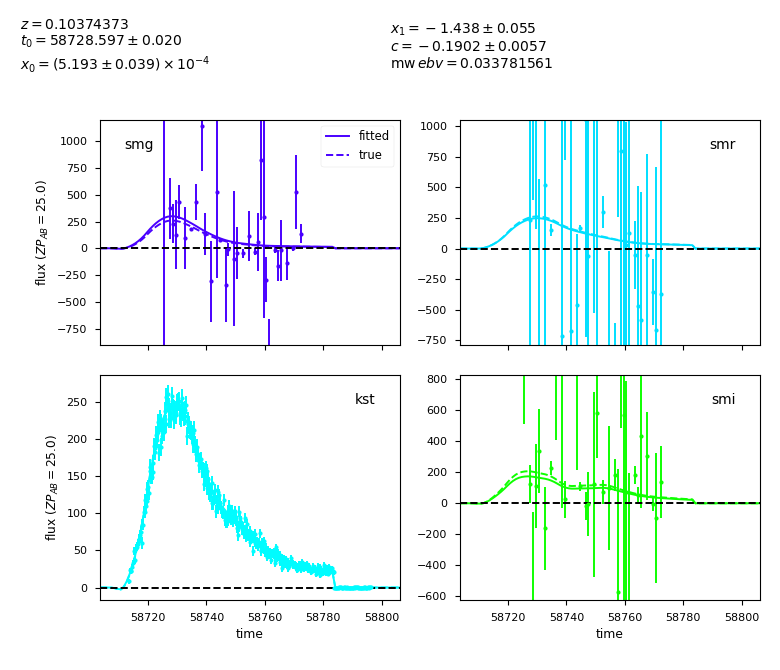 z = 0.10374373
t₀ = 58728.597 ± 0.020
x₀ = (5.193 ± 0.039) × 10⁻⁴
x₁ = −1.438 ± 0.055
c = −0.1902 ± 0.0057
mw ebv = 0.033781561
smg
fitted
true
1000
750
500
250
0
−250
−500
−750
flux (ZP_AB = 25.0)
smr
1000
750
500
250
0
−250
−500
−750
kst
250
200
150
100
50
0
flux (ZP_AB = 25.0)
58720 58740 58760 58780 58800
time
smi
800
600
400
200
0
−200
−400
−600
58720 58740 58760 58780 58800
time